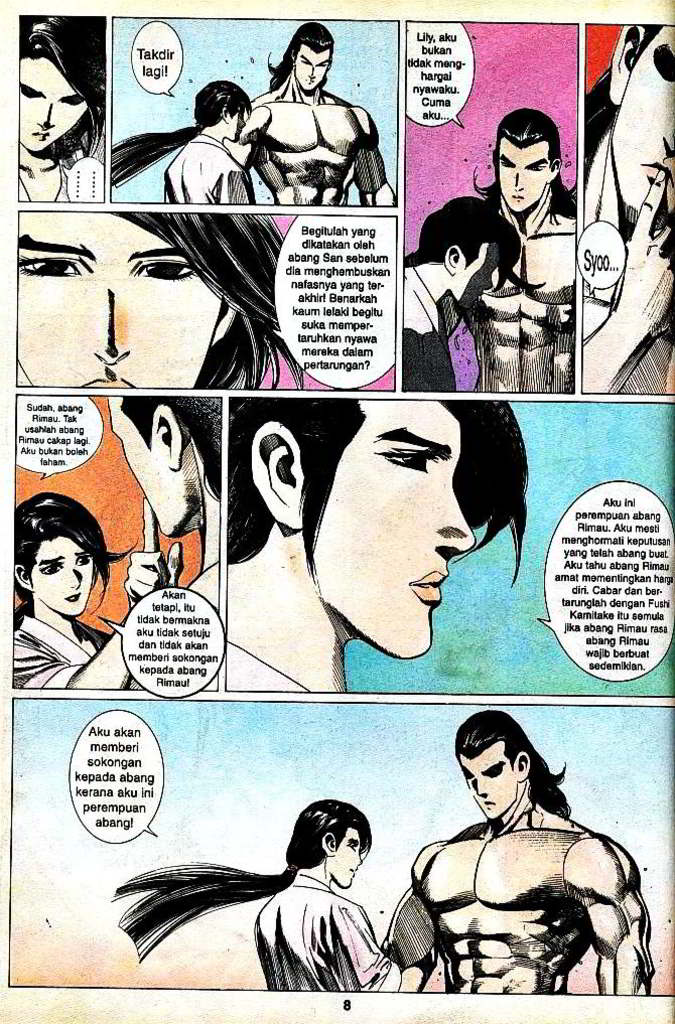 ......
Takdir
lagi!
Lily, aku
bukan
tidak meng-
hargai
nyawaku.
Cuma
aku...
Syoo...
Begitulah yang
dikatakan oleh
abang San sebelum
dia menghembuskan
nafasnya yang ter-
akhir! Benarkah
kaum lelaki begitu
suka memper-
taruhkan nyawa
mereka dalam
pertarungan?
Sudah, abang
Rimau. Tak
usahlah abang
Rimau cakap lagi.
Aku bukan boleh
faham.
Akan
tetapi, itu
tidak bermakna
aku tidak setuju
dan tidak akan
memberi sokongan
kepada abang
Rimau!
Aku ini
perempuan abang
Rimau. Aku mesti
menghormati keputusan
yang telah abang buat.
Aku tahu abang Rimau
amat mementingkan harga
diri. Cabar dan ber-
tarunglah dengan Fushi
Kamitake itu semula
jika abang Rimau rasa
abang Rimau
wajib berbuat
sedemikian.
Aku akan
memberi
sokongan
kepada abang
kerana aku ini
perempuan
abang!
8